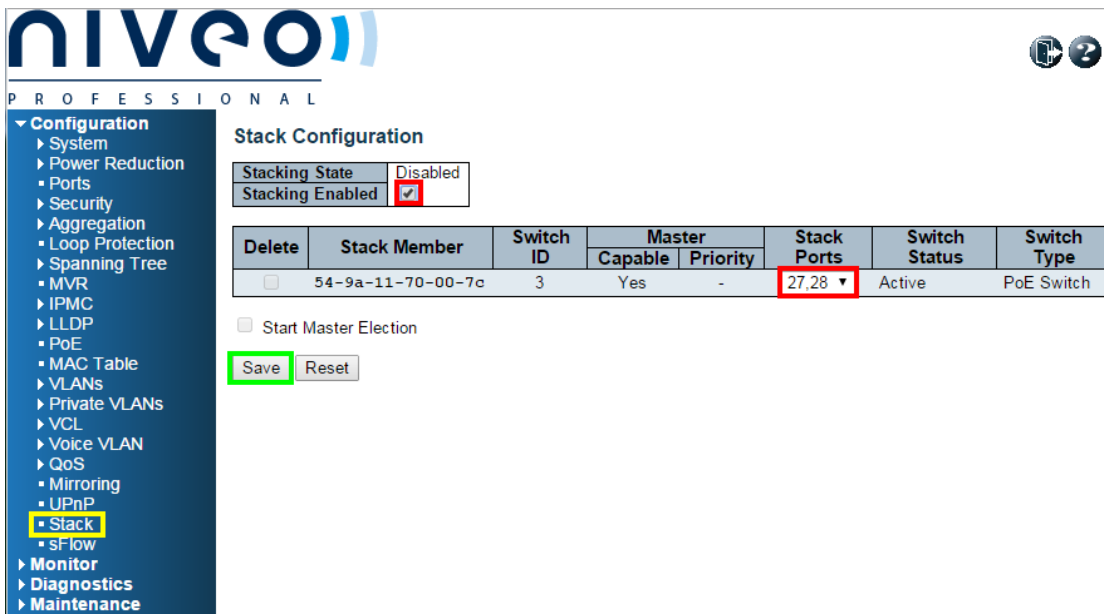 niveo
PROFESSIONAL
Configuration
System
Power Reduction
Ports
Security
Aggregation
Loop Protection
Spanning Tree
MVR
IPMC
LLDP
PoE
MAC Table
VLANs
Private VLANs
VCL
Voice VLAN
QoS
Mirroring
UPnP
Stack
sFlow
Monitor
Diagnostics
Maintenance
Stack Configuration
Stacking State Disabled
Stacking Enabled
Delete Stack Member Switch ID Master Capable Priority Stack Ports Switch Status Switch Type
54-9a-11-70-00-7c 3 Yes - 27,28 Active PoE Switch
Start Master Election
Save Reset